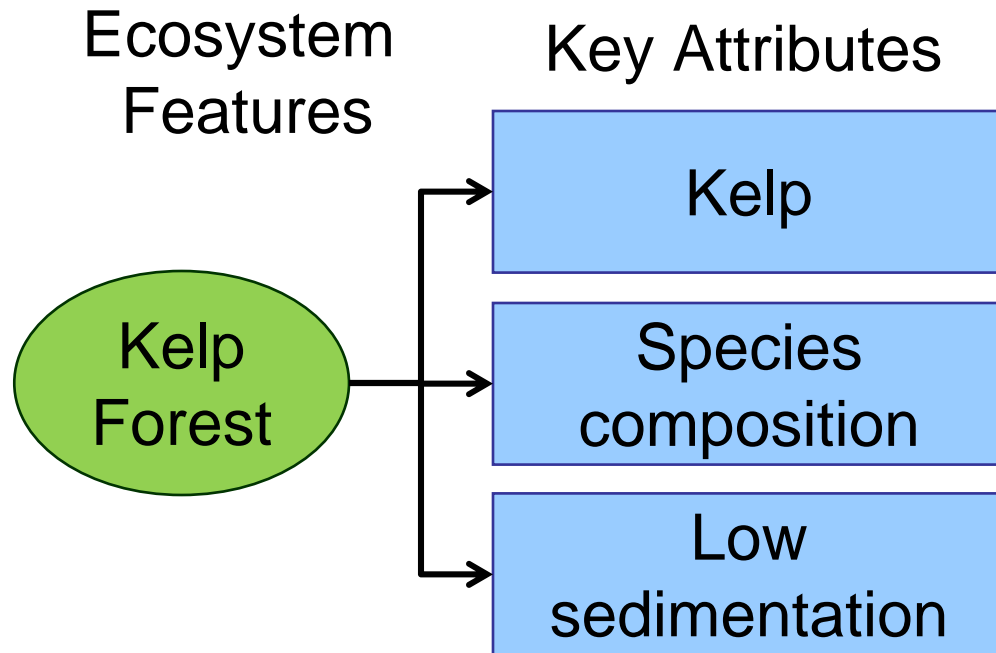 Ecosystem
Features
Key Attributes
Kelp
Forest
Kelp
Species
composition
Low
sedimentation